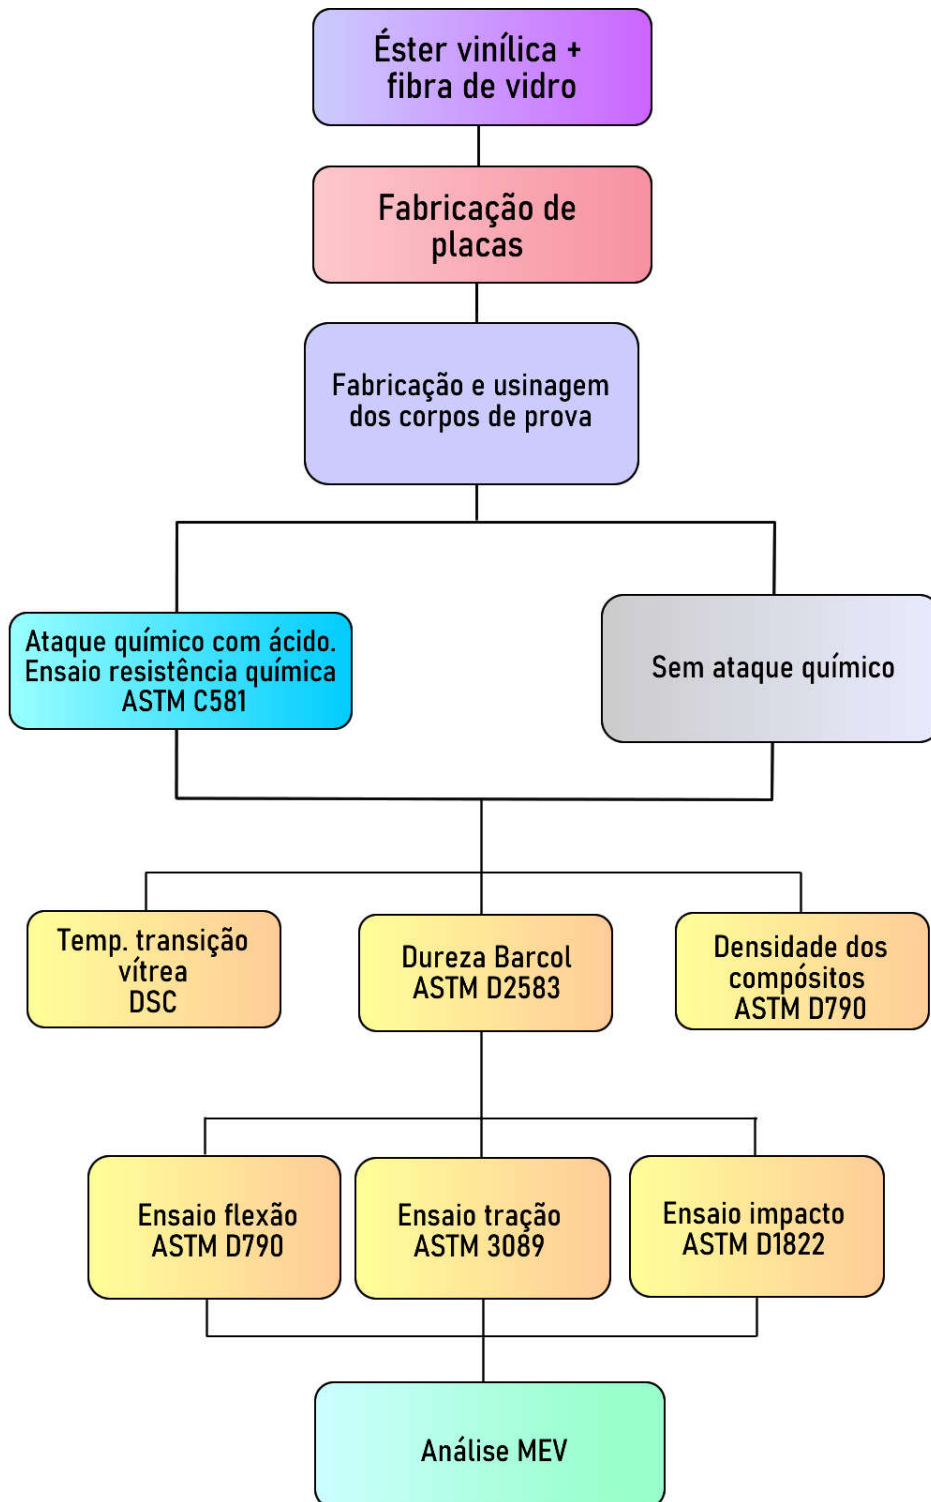 Éster vinílica +
fibra de vidro
Fabricação de
placas
Fabricação e usinagem
dos corpos de prova
Ataque químico com ácido.
Ensaio resistência química
ASTM C581
Sem ataque químico
Temp. transição
vítrea
DSC
Dureza Barcol
ASTM D2583
Densidade dos
compósitos
ASTM D790
Ensaio flexão
ASTM D790
Ensaio tração
ASTM 3089
Ensaio impacto
ASTM D1822
Análise MEV